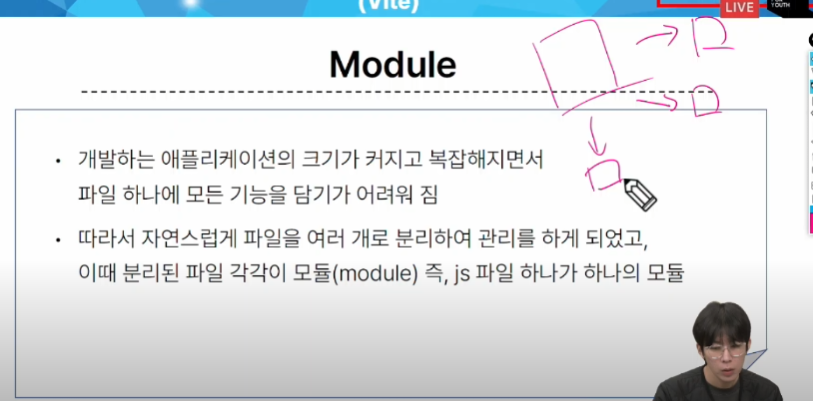 (Vite)
LIVE
YOUTH
Module
• 개발하는 애플리케이션의 크기가 커지고 복잡해지면서
파일 하나에 모든 기능을 담기가 어려워 짐
• 따라서 자연스럽게 파일을 여러 개로 분리하여 관리를 하게 되었고,
이때 분리된 파일 각각이 모듈(module) 즉, js 파일 하나가 하나의 모듈